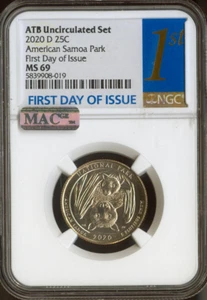 ATB Uncirculated Set
2020 D 25C
American Samoa Park
First Day of Issue
MS 69
5839908-019
1st
FIRST DAY OF ISSUE
NGC
MAC
NATIONAL PARK
2020